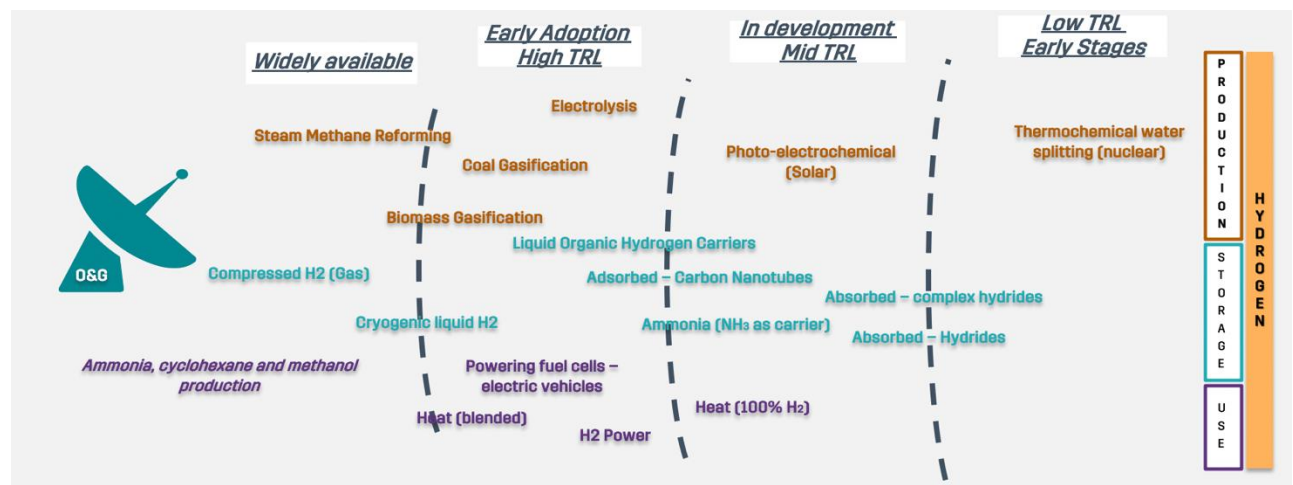 Widely available
Early Adoption
High TRL
In development
Mid TRL
Low TRL
Early Stages
Electrolysis
Steam Methane Reforming
Coal Gasification
Photo-electrochemical
(Solar)
Thermochemical water
splitting (nuclear)
Biomass Gasification
Liquid Organic Hydrogen Carriers
O&G
Compressed H2 (Gas)
Adsorbed – Carbon Nanotubes
Absorbed – complex hydrides
Cryogenic liquid H2
Ammonia (NH₃ as carrier)
Absorbed – Hydrides
Ammonia, cyclohexane and methanol
production
Powering fuel cells –
electric vehicles
Heat (blended)
Heat (100% H₂)
H2 Power
PRODUCTION
STORAGE
USE
HYDROGEN